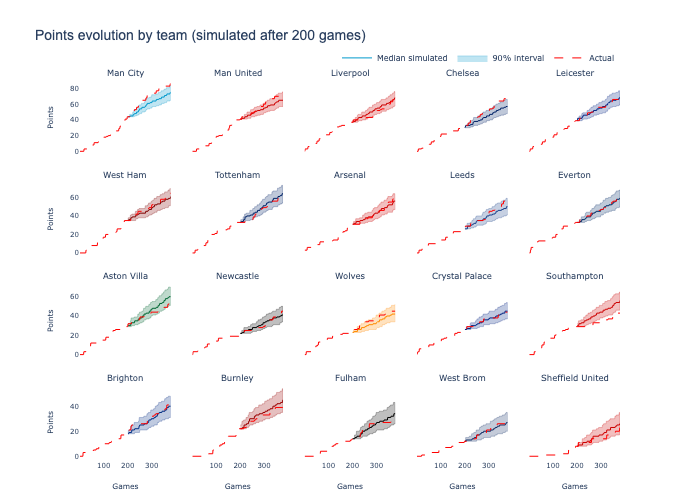 Points evolution by team (simulated after 200 games)
Median simulated 90% interval Actual
Man City Man United Liverpool Chelsea Leicester
80
60
40
20
0
Points
West Ham Tottenham Arsenal Leeds Everton
60
40
20
0
Points
Aston Villa Newcastle Wolves Crystal Palace Southampton
60
40
20
0
Points
Brighton Burnley Fulham West Brom Sheffield United
40
20
0
Points
100 200 300 100 200 300 100 200 300 100 200 300 100 200 300
Games Games Games Games Games